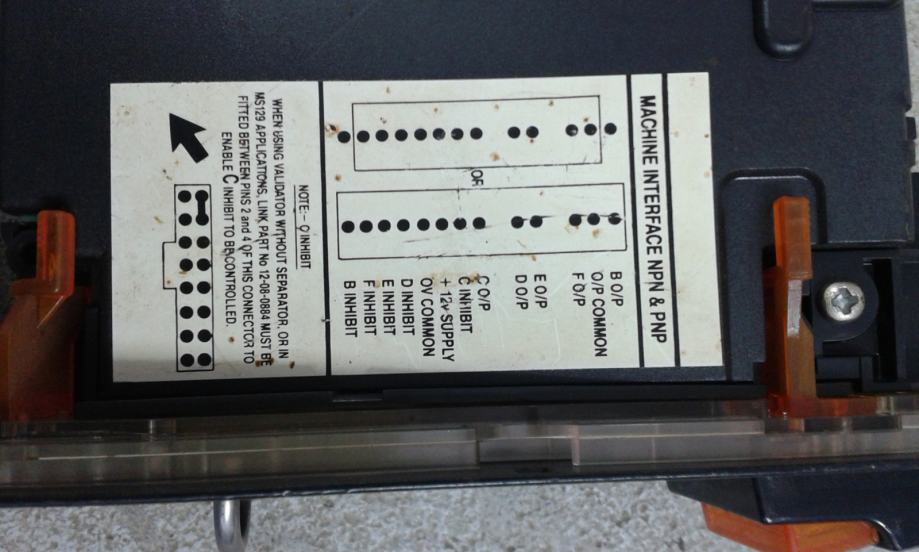 MACHINE INTERFACE NPN & PNP
OR
B O/P
O/P COMMON
F O/P
E O/P
D O/P
C O/P
C INHIBIT
+ 12v SUPPLY
OV COMMON
D INHIBIT
E INHIBIT
F INHIBIT
B INHIBIT
NOTE:- C INHIBIT
WHEN USING VALIDATOR WITHOUT SEPARATOR, OR IN
MS129 APPLICATIONS, LINK PART No 12-08-0884 MUST BE
FITTED BETWEEN PINS 2 and 4 OF THIS CONNECTOR TO
ENABLE C INHIBIT TO BE CONTROLLED.